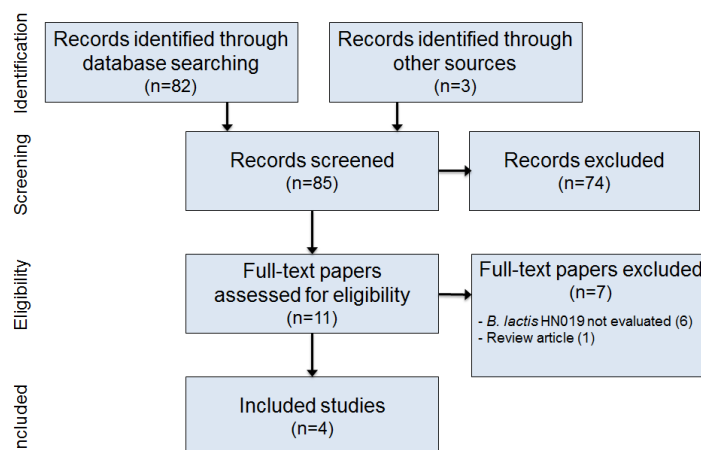 Identification
Records identified through
database searching
(n=82)
Records identified through
other sources
(n=3)
Screening
Records screened
(n=85)
Records excluded
(n=74)
Eligibility
Full-text papers
assessed for eligibility
(n=11)
Full-text papers excluded
(n=7)
- B. lactis HN019 not evaluated (6)
- Review article (1)
Included
Included studies
(n=4)